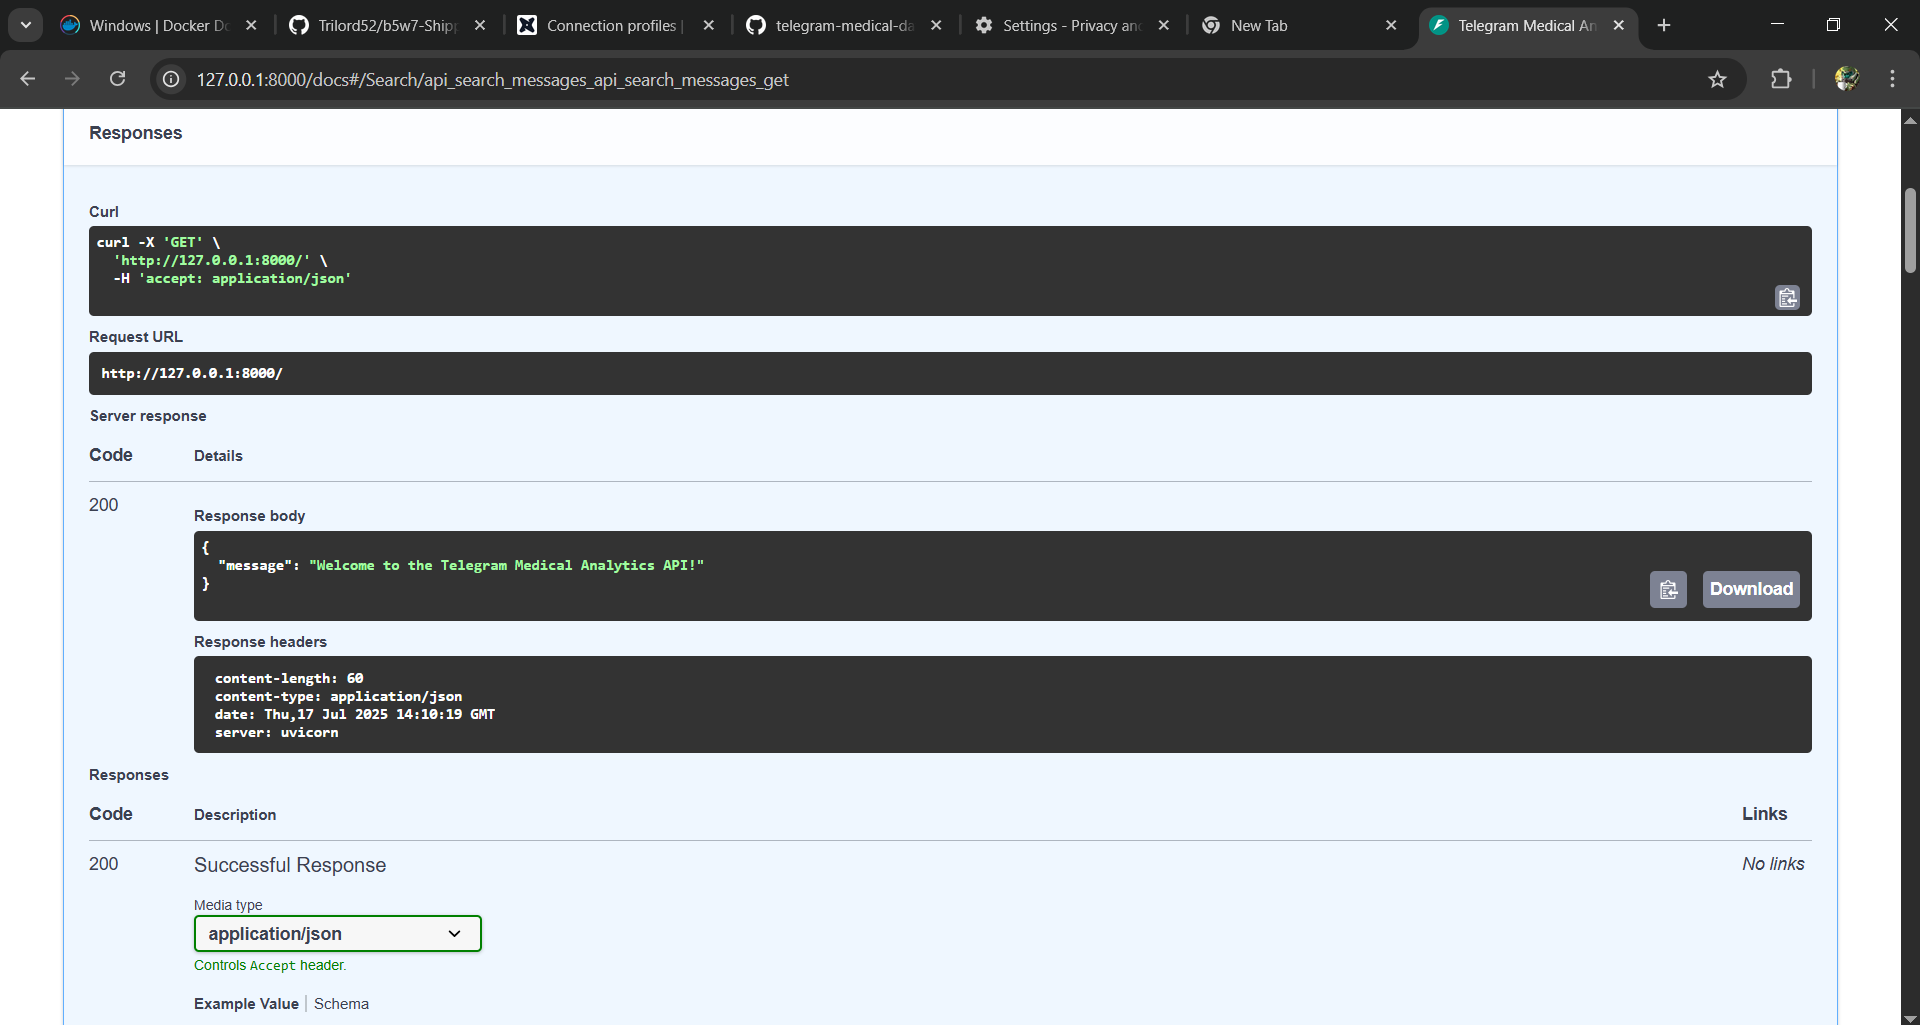 Windows | Docker Do
Trilord52/b5w7-Shipp
Connection profiles |
telegram-medical-da
Settings - Privacy and
New Tab
Telegram Medical An
127.0.0.1:8000/docs#/Search/api_search_messages_api_search_messages_get
Responses
Curl
curl -X 'GET' \
'http://127.0.0.1:8000/' \
-H 'accept: application/json'
Request URL
http://127.0.0.1:8000/
Server response
Code Details
200
Response body
{
"message": "Welcome to the Telegram Medical Analytics API!"
}
Download
Response headers
content-length: 60
content-type: application/json
date: Thu,17 Jul 2025 14:10:19 GMT
server: uvicorn
Responses
Code Description Links
200 Successful Response No links
Media type
application/json
Controls Accept header.
Example Value | Schema